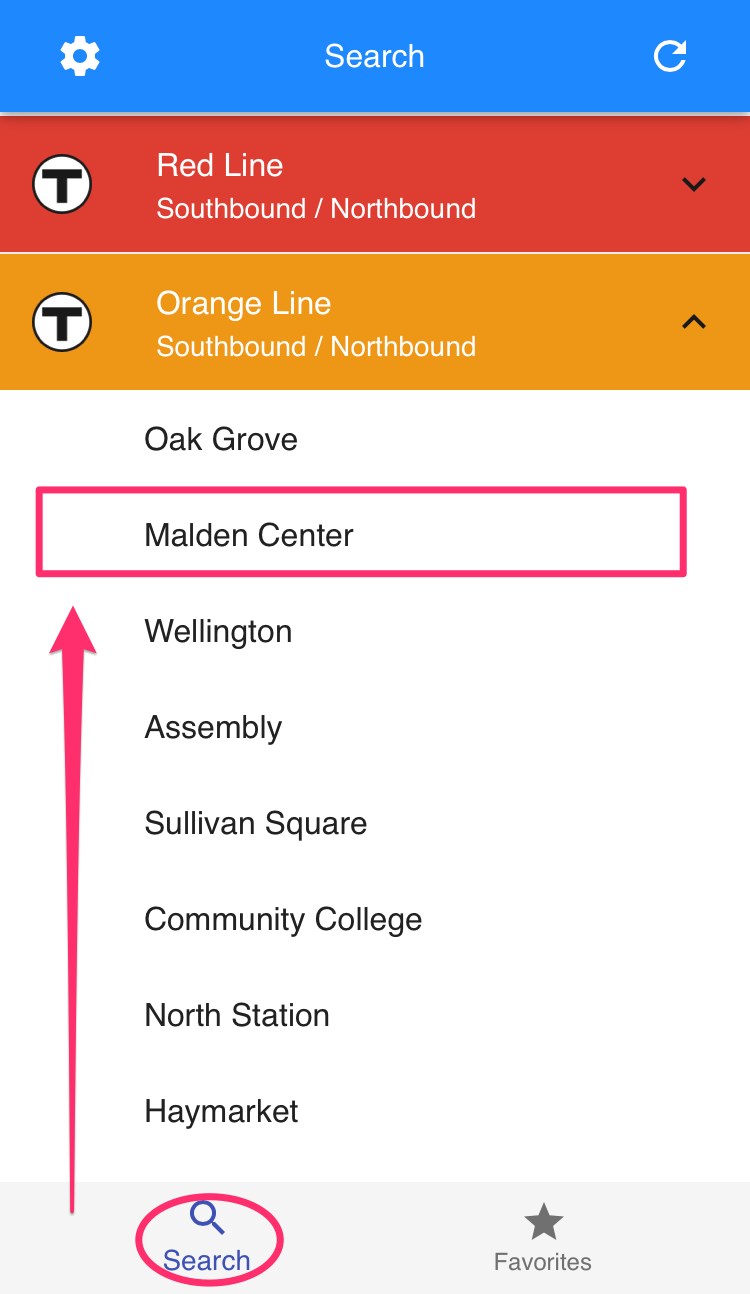 Search
T
Red Line
Southbound / Northbound
T
Orange Line
Southbound / Northbound
Oak Grove
Malden Center
Wellington
Assembly
Sullivan Square
Community College
North Station
Haymarket
Search
Favorites